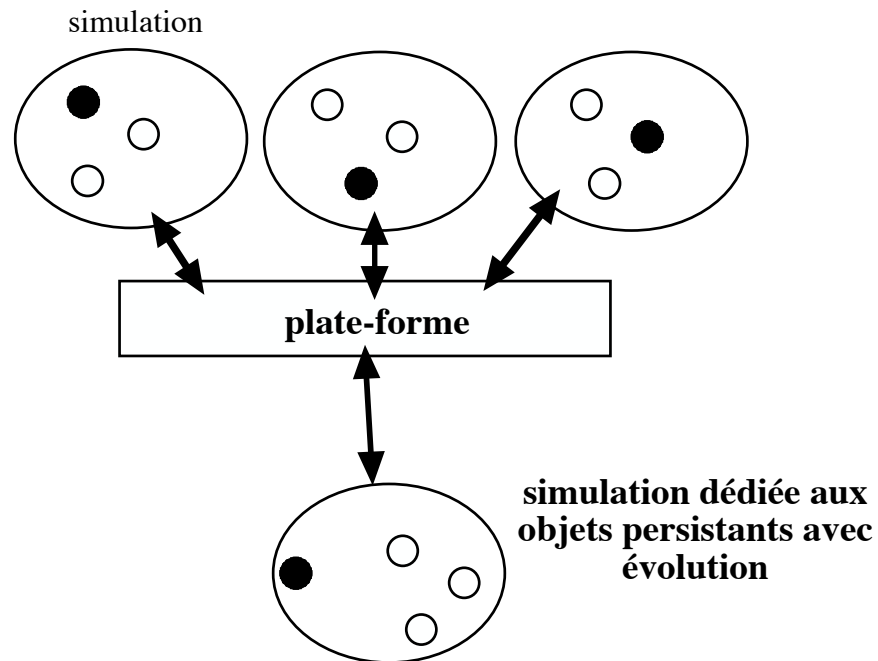 simulation
plate-forme
simulation dédiée aux
objets persistants avec
évolution